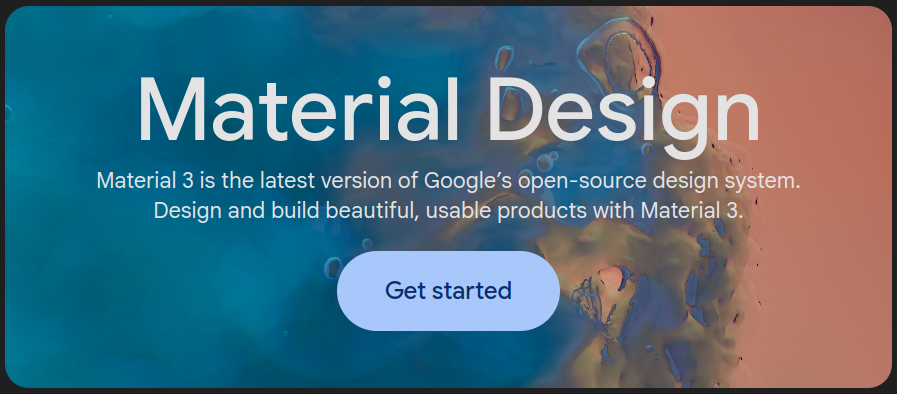 Material Design
Material 3 is the latest version of Google’s open-source design system.
Design and build beautiful, usable products with Material 3.
Get started